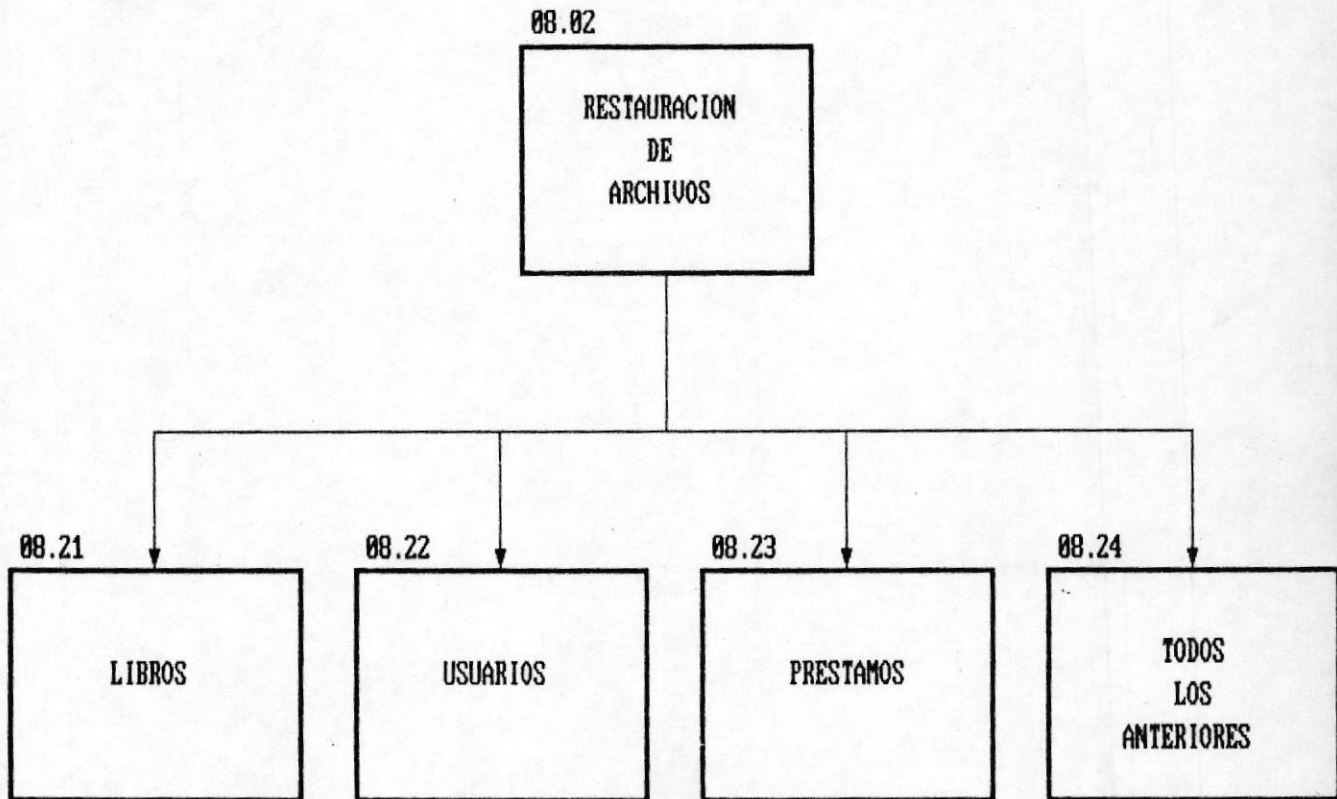 08.02
RESTAURACION
DE
ARCHIVOS
08.21
08.22
08.23
08.24
LIBROS
USUARIOS
PRESTAMOS
TODOS
LOS
ANTERIORES